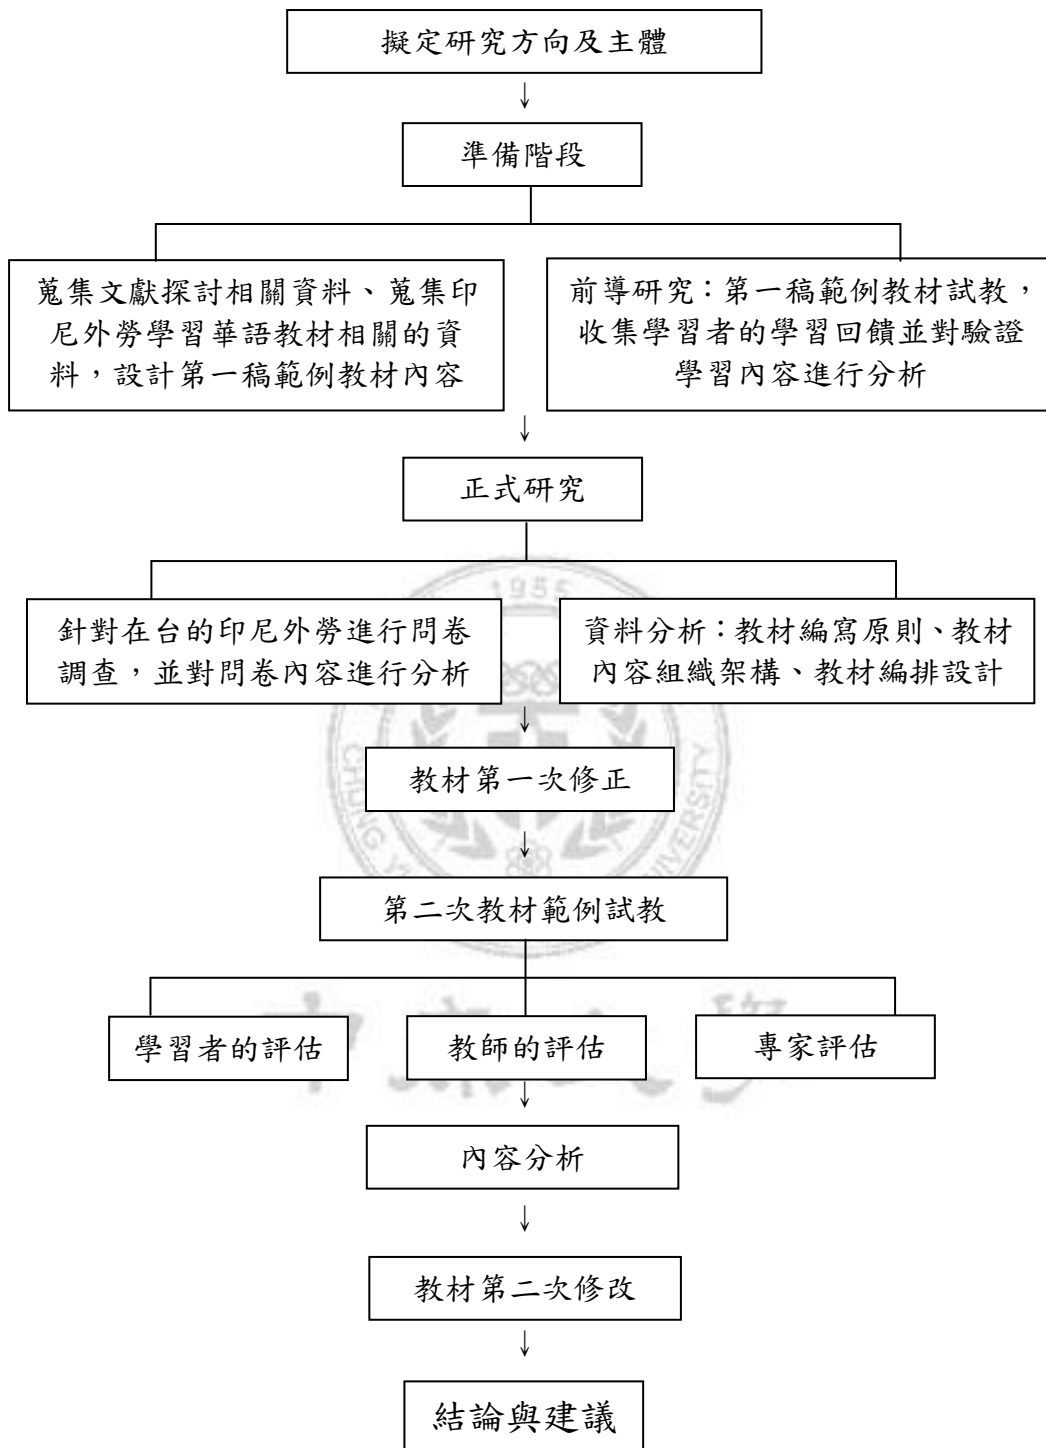 擬定研究方向及主體
↓
準備階段
蒐集文獻探討相關資料、蒐集印
尼外勞學習華語教材相關的資
料，設計第一稿範例教材內容
前導研究：第一稿範例教材試教，
收集學習者的學習回饋並對驗證
學習內容進行分析
↓
正式研究
針對在台的印尼外勞進行問卷
調查，並對問卷內容進行分析
資料分析：教材編寫原則、教材
內容組織架構、教材編排設計
↓
教材第一次修正
↓
第二次教材範例試教
學習者的評估
教師的評估
專家評估
↓
內容分析
↓
教材第二次修改
↓
結論與建議
1955